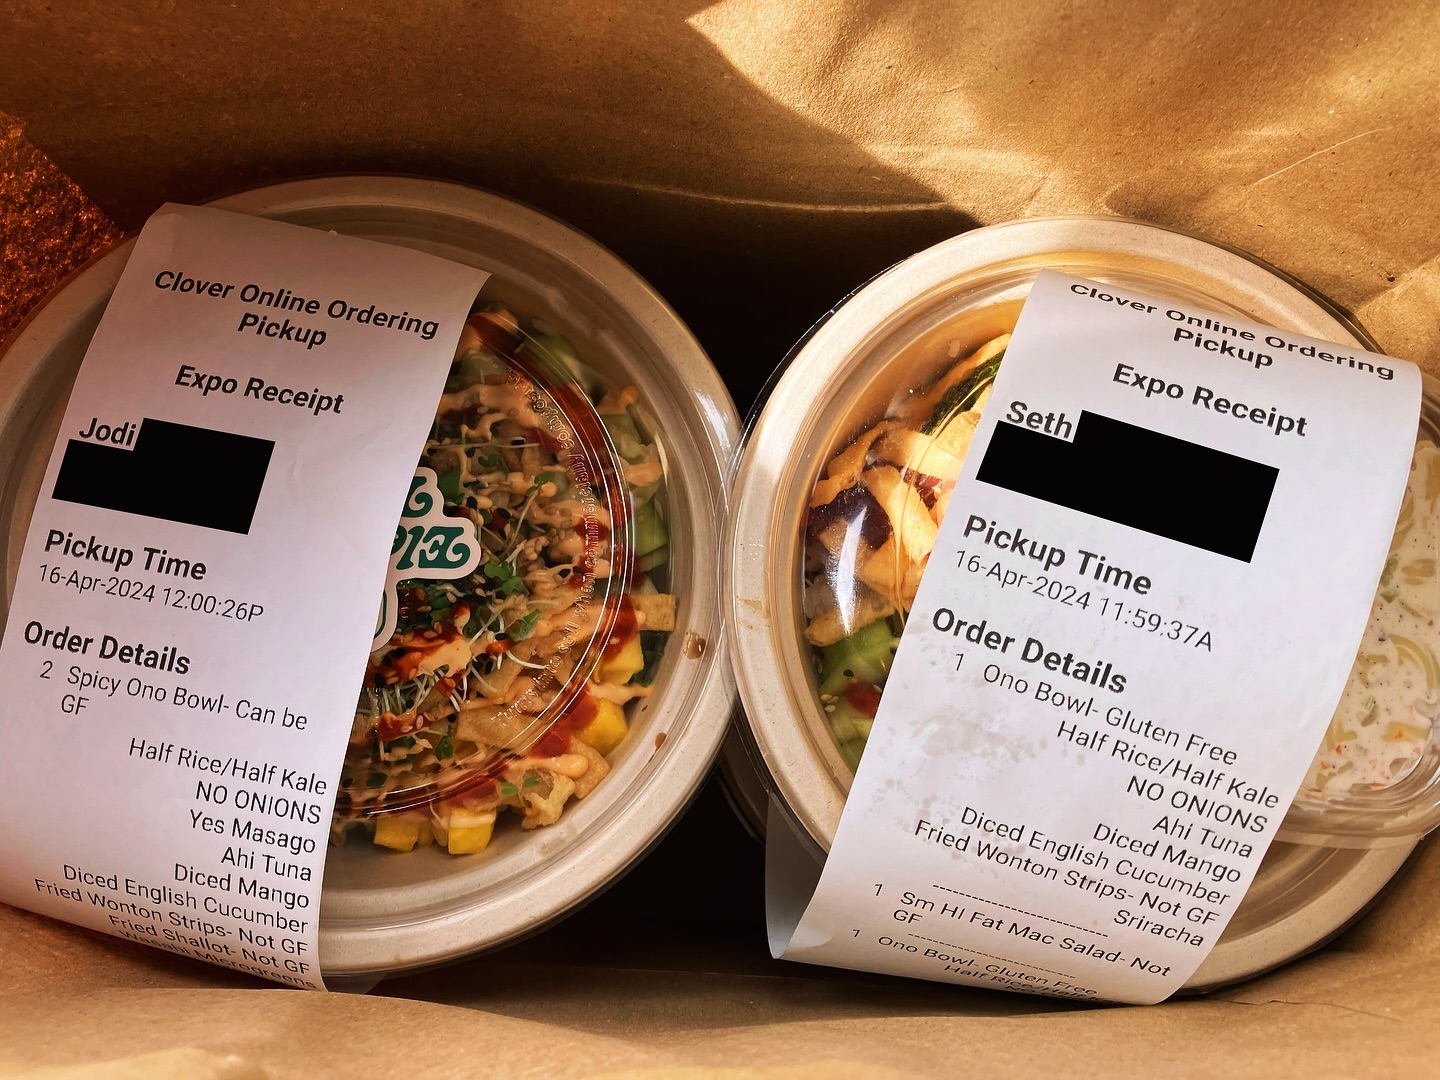 Clover Online Ordering
Pickup
Expo Receipt
Jodi
Pickup Time
16-Apr-2024 12:00:26P
Order Details
2 Spicy Ono Bowl- Can be
GF
Half Rice/Half Kale
NO ONIONS
Yes Masago
Ahi Tuna
Diced Mango
Diced English Cucumber
Fried Wonton Strips- Not GF
Fried Shallot- Not GF
Wasabi Microgreens
Clover Online Ordering
Pickup
Expo Receipt
Seth
Pickup Time
16-Apr-2024 11:59:37A
Order Details
1 Ono Bowl- Gluten Free
Half Rice/Half Kale
NO ONIONS
Ahi Tuna
Diced Mango
Diced English Cucumber
Fried Wonton Strips- Not GF
Sriracha
1 Sm HI Fat Mac Salad- Not
GF
1 Ono Bowl- Gluten Free
Half Rice/Half